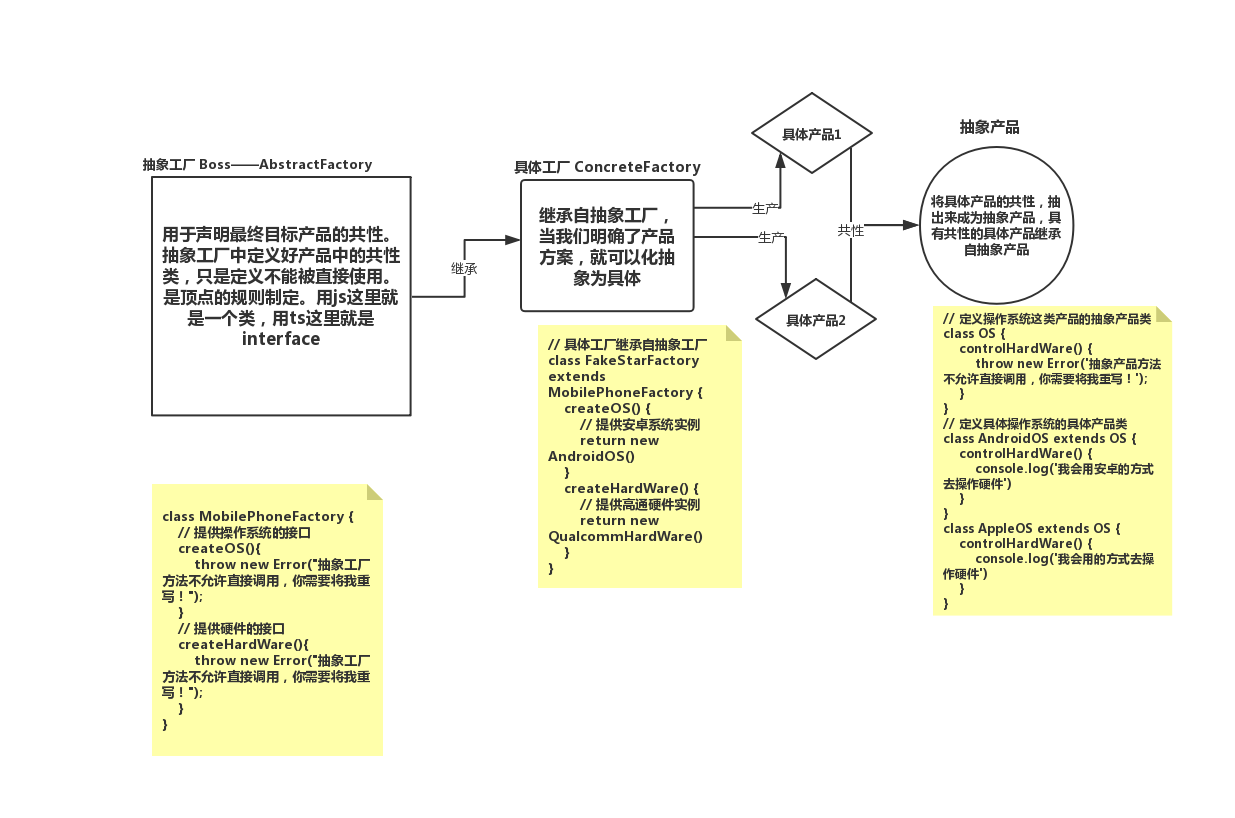 抽象工厂 Boss——AbstractFactory
用于声明最终目标产品的共性。
抽象工厂中定义好产品中的共性
类，只是定义不能被直接使用。
是顶点的规则制定。用js这里就
是一个类，用ts这里就是
interface
继承
具体工厂 ConcreteFactory
继承自抽象工厂，
当我们明确了产品
方案，就可以化抽
象为具体
生产
生产
具体产品1
具体产品2
共性
抽象产品
将具体产品的共性，抽
出来成为抽象产品，具
有共性的具体产品继承
自抽象产品
class MobilePhoneFactory {
// 提供操作系统的接口
createOS(){
throw new Error("抽象工厂
方法不允许直接调用，你需要将我重
写！");
}
// 提供硬件的接口
createHardWare(){
throw new Error("抽象工厂
方法不允许直接调用，你需要将我重
写！");
}
}
// 具体工厂继承自抽象工厂
class FakeStarFactory
extends
MobilePhoneFactory {
createOS() {
// 提供安卓系统实例
return new
AndroidOS()
}
createHardWare() {
// 提供高通硬件实例
return new
QualcommHardWare()
}
}
// 定义操作系统这类产品的抽象产品类
class OS {
controlHardWare() {
throw new Error('抽象产品方法
不允许直接调用，你需要将我重写！');
}
}
// 定义具体操作系统的具体产品类
class AndroidOS extends OS {
controlHardWare() {
console.log('我会用安卓的方式
去操作硬件')
}
}
class AppleOS extends OS {
controlHardWare() {
console.log('我会用的方式去操
作硬件')
}
}